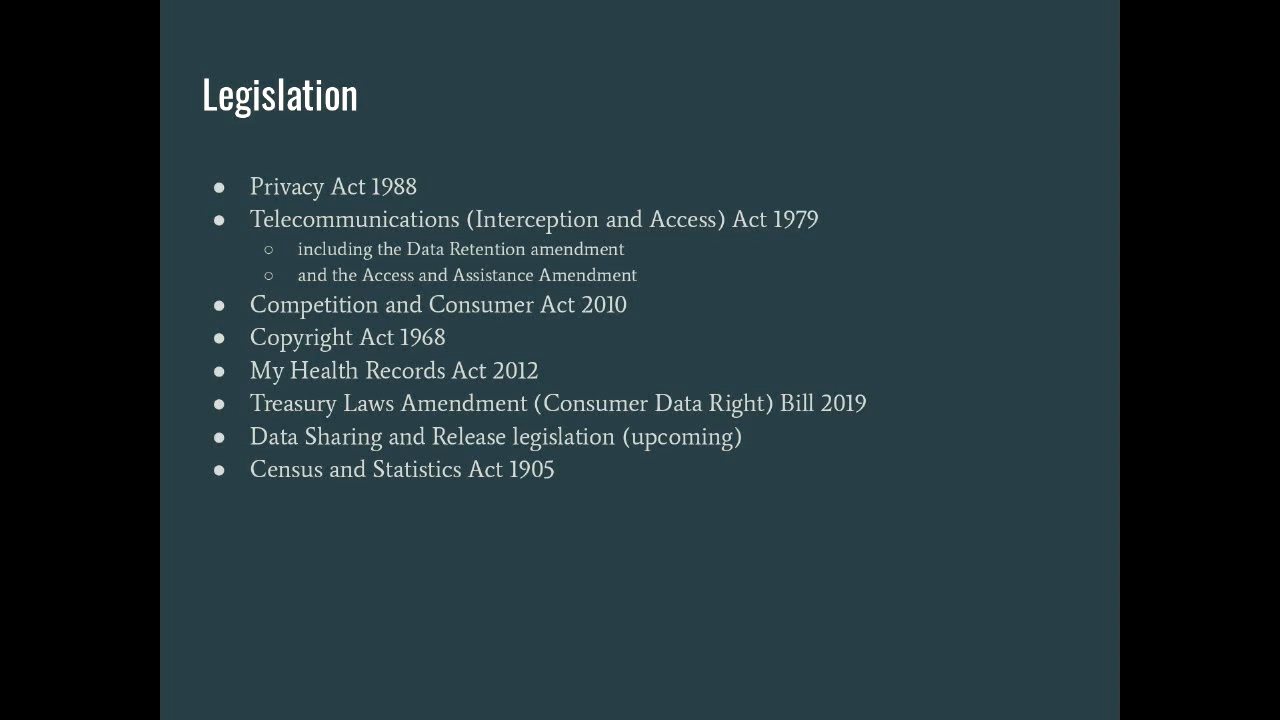 Legislation
● Privacy Act 1988
● Telecommunications (Interception and Access) Act 1979
○ including the Data Retention amendment
○ and the Access and Assistance Amendment
● Competition and Consumer Act 2010
● Copyright Act 1968
● My Health Records Act 2012
● Treasury Laws Amendment (Consumer Data Right) Bill 2019
● Data Sharing and Release legislation (upcoming)
● Census and Statistics Act 1905